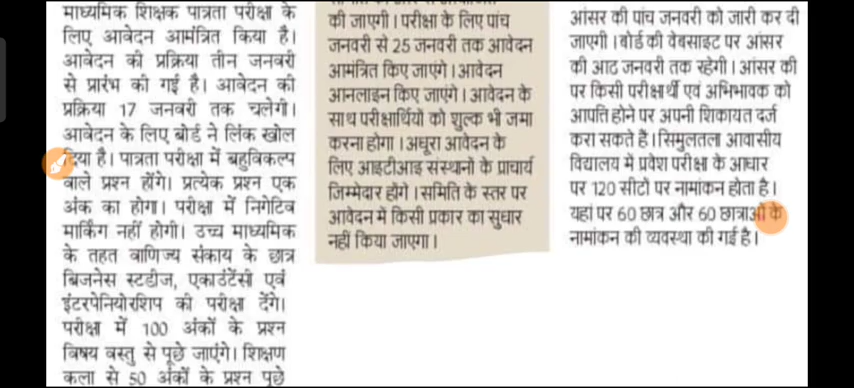 माध्यमिक शिक्षक पात्रता परीक्षा के
लिए आवेदन आमंत्रित किया है।
आवेदन की प्रक्रिया तीन जनवरी
से प्रारंभ की गई है। आवेदन की
प्रक्रिया 17 जनवरी तक चलेगी।
आवेदन के लिए बोर्ड ने लिंक खोल
दिया है। पात्रता परीक्षा में बहुविकल्प
वाले प्रश्न होंगे। प्रत्येक प्रश्न एक
अंक का होगा। परीक्षा में निगेटिव
मार्किंग नहीं होगी। उच्च माध्यमिक
के तहत वाणिज्य संकाय के छात्र
बिजनेस स्टडीज, एकाउंटेंसी एवं
इंटरपेनियोरशिप की परीक्षा देंगे।
परीक्षा में 100 अंकों के प्रश्न
विषय वस्तु से पूछे जाएंगे। शिक्षण
कला से 50 अंकों के प्रश्न पूछे
की जाएगी। परीक्षा के लिए पांच
जनवरी से 25 जनवरी तक आवेदन
आमंत्रित किए जाएंगे। आवेदन
आनलाइन किए जाएंगे। आवेदन के
साथ परीक्षार्थियों को शुल्क भी जमा
करना होगा। अधूरा आवेदन के
लिए आइटीआइ संस्थानों के प्राचार्य
जिम्मेदार होंगे। समिति के स्तर पर
आवेदन में किसी प्रकार का सुधार
नहीं किया जाएगा।
आंसर की पांच जनवरी को जारी कर दी
जाएगी। बोर्ड की वेबसाइट पर आंसर
की आठ जनवरी तक रहेगी। आंसर की
पर किसी परीक्षार्थी एवं अभिभावक को
आपत्ति होने पर अपनी शिकायत दर्ज
करा सकते है। सिमुलतला आवासीय
विद्यालय में प्रवेश परीक्षा के आधार
पर 120 सीटो पर नामांकन होता है।
यहां पर 60 छात्र और 60 छात्राओं के
नामांकन की व्यवस्था की गई है।